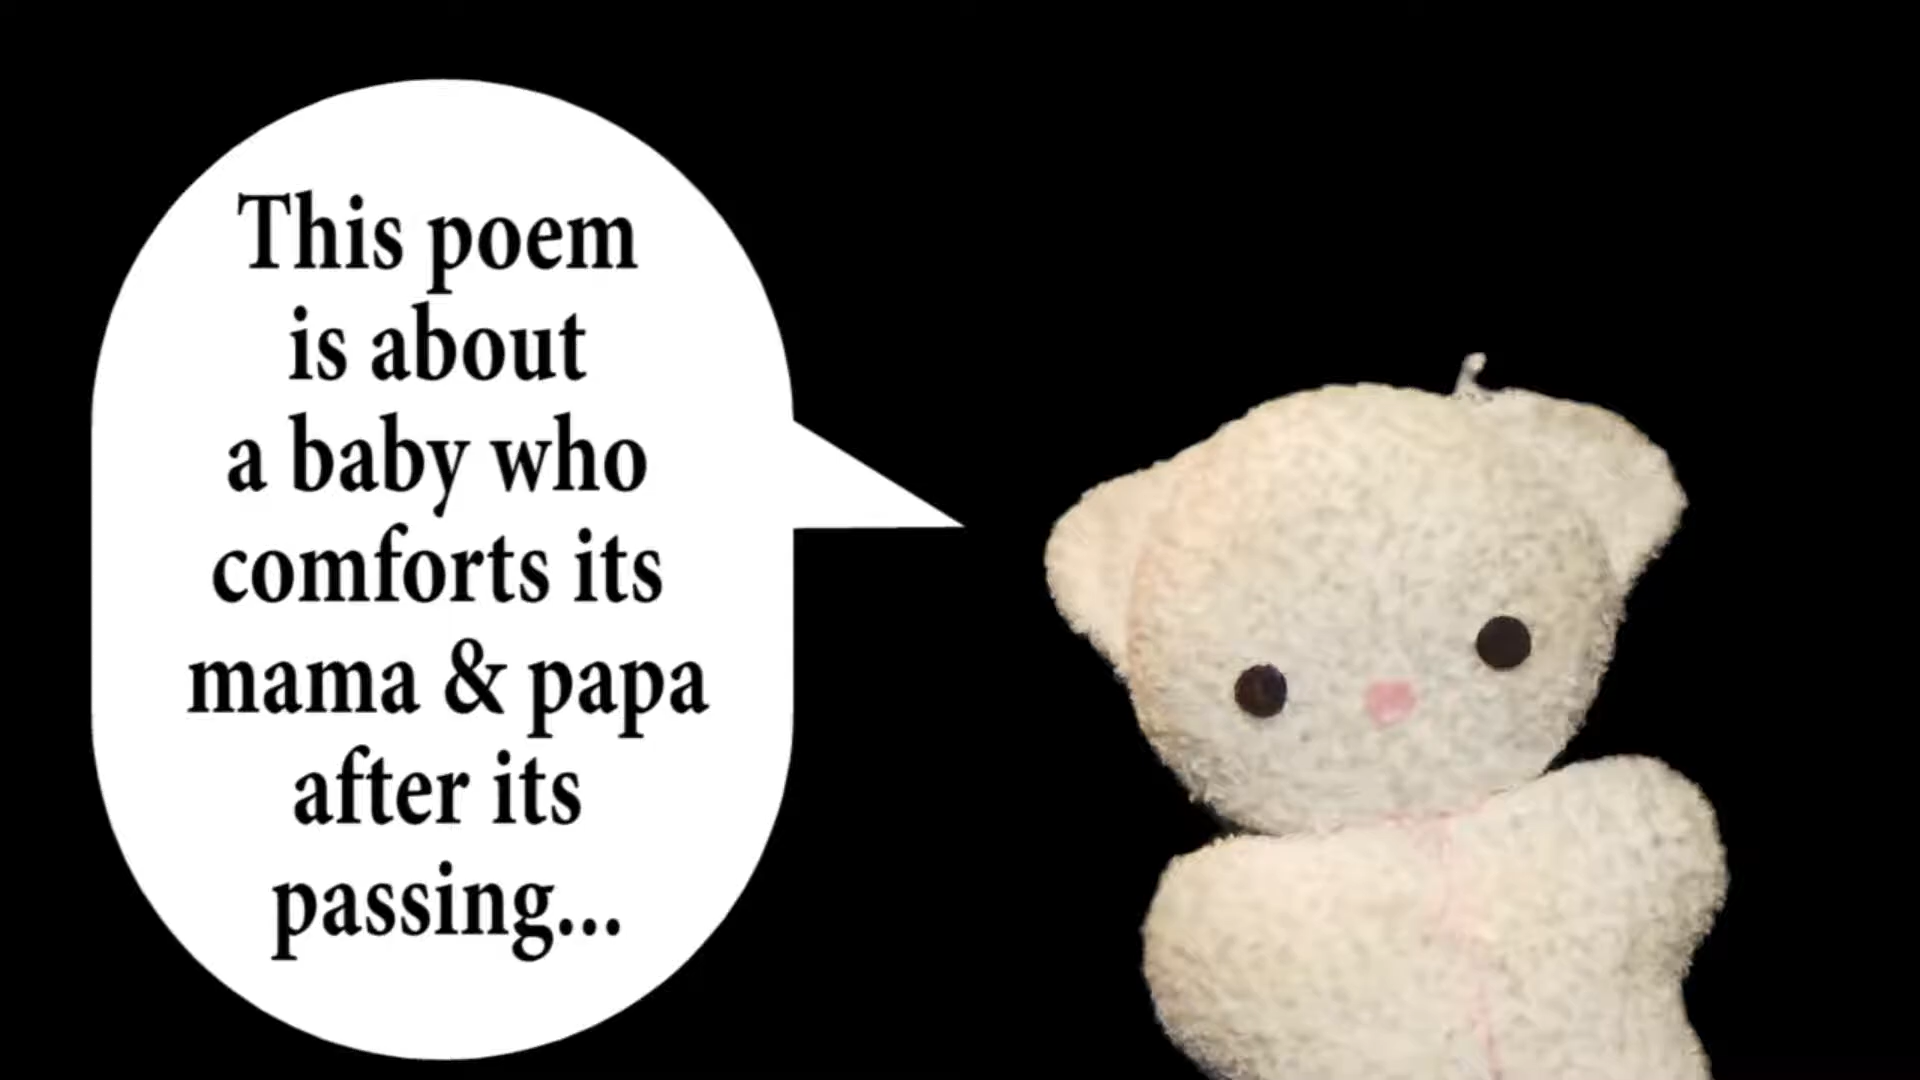 This poem
is about
a baby who
comforts its
mama & papa
after its
passing...